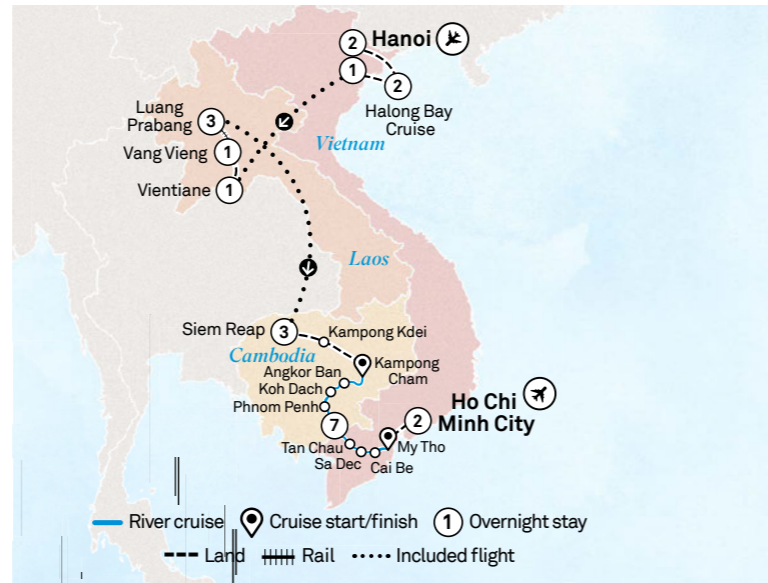 2
Hanoi
1
2
Halong Bay
Cruise
Luang
Prabang
3
Vietnam
Vang Vieng
1
Vientiane
1
Laos
Siem Reap
3
Kampong Kdei
Cambodia
Kampong
Cham
Angkor Ban
Koh Dach
Phnom Penh
7
2
Ho Chi
Minh City
Tan Chau
My Tho
Sa Dec
Cai Be
River cruise
Cruise start/finish
1
Overnight stay
Land
Rail
Included flight